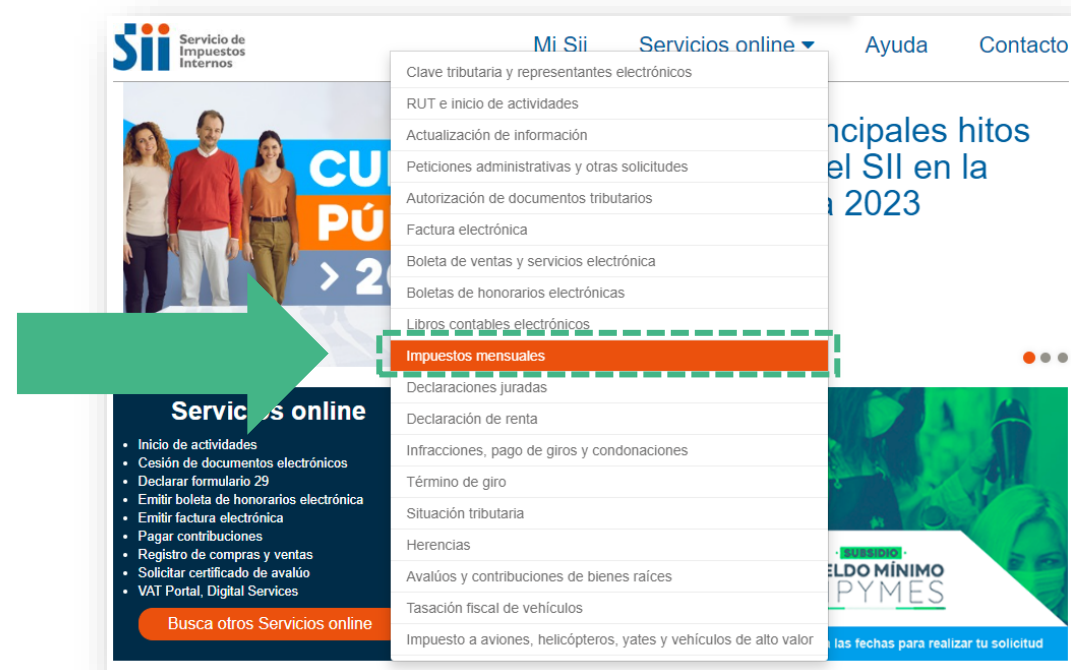 Sii Servicio de
Impuestos
Internos
Mi Sii Servicios online Ayuda Contacto
Clave tributaria y representantes electrónicos
RUT e inicio de actividades
Actualización de información
Peticiones administrativas y otras solicitudes
Autorización de documentos tributarios
Factura electrónica
Boleta de ventas y servicios electrónica
Boletas de honorarios electrónicas
Libros contables electrónicos
Impuestos mensuales
Declaraciones juradas
Declaración de renta
Infracciones, pago de giros y condonaciones
Término de giro
Situación tributaria
Herencias
Avalúos y contribuciones de bienes raíces
Tasación fiscal de vehículos
Impuesto a aviones, helicópteros, yates y vehículos de alto valor
CU
PÚ
> 2
ncipales hitos
el SII en la
2023
Servicios online
• Inicio de actividades
• Cesión de documentos electrónicos
• Declarar formulario 29
• Emitir boleta de honorarios electrónica
• Emitir factura electrónica
• Pagar contribuciones
• Registro de compras y ventas
• Solicitar certificado de avalúo
• VAT Portal, Digital Services
Busca otros Servicios online
· SUBSIDIO ·
ELDO MÍNIMO
PYMES
las fechas para realizar tu solicitud